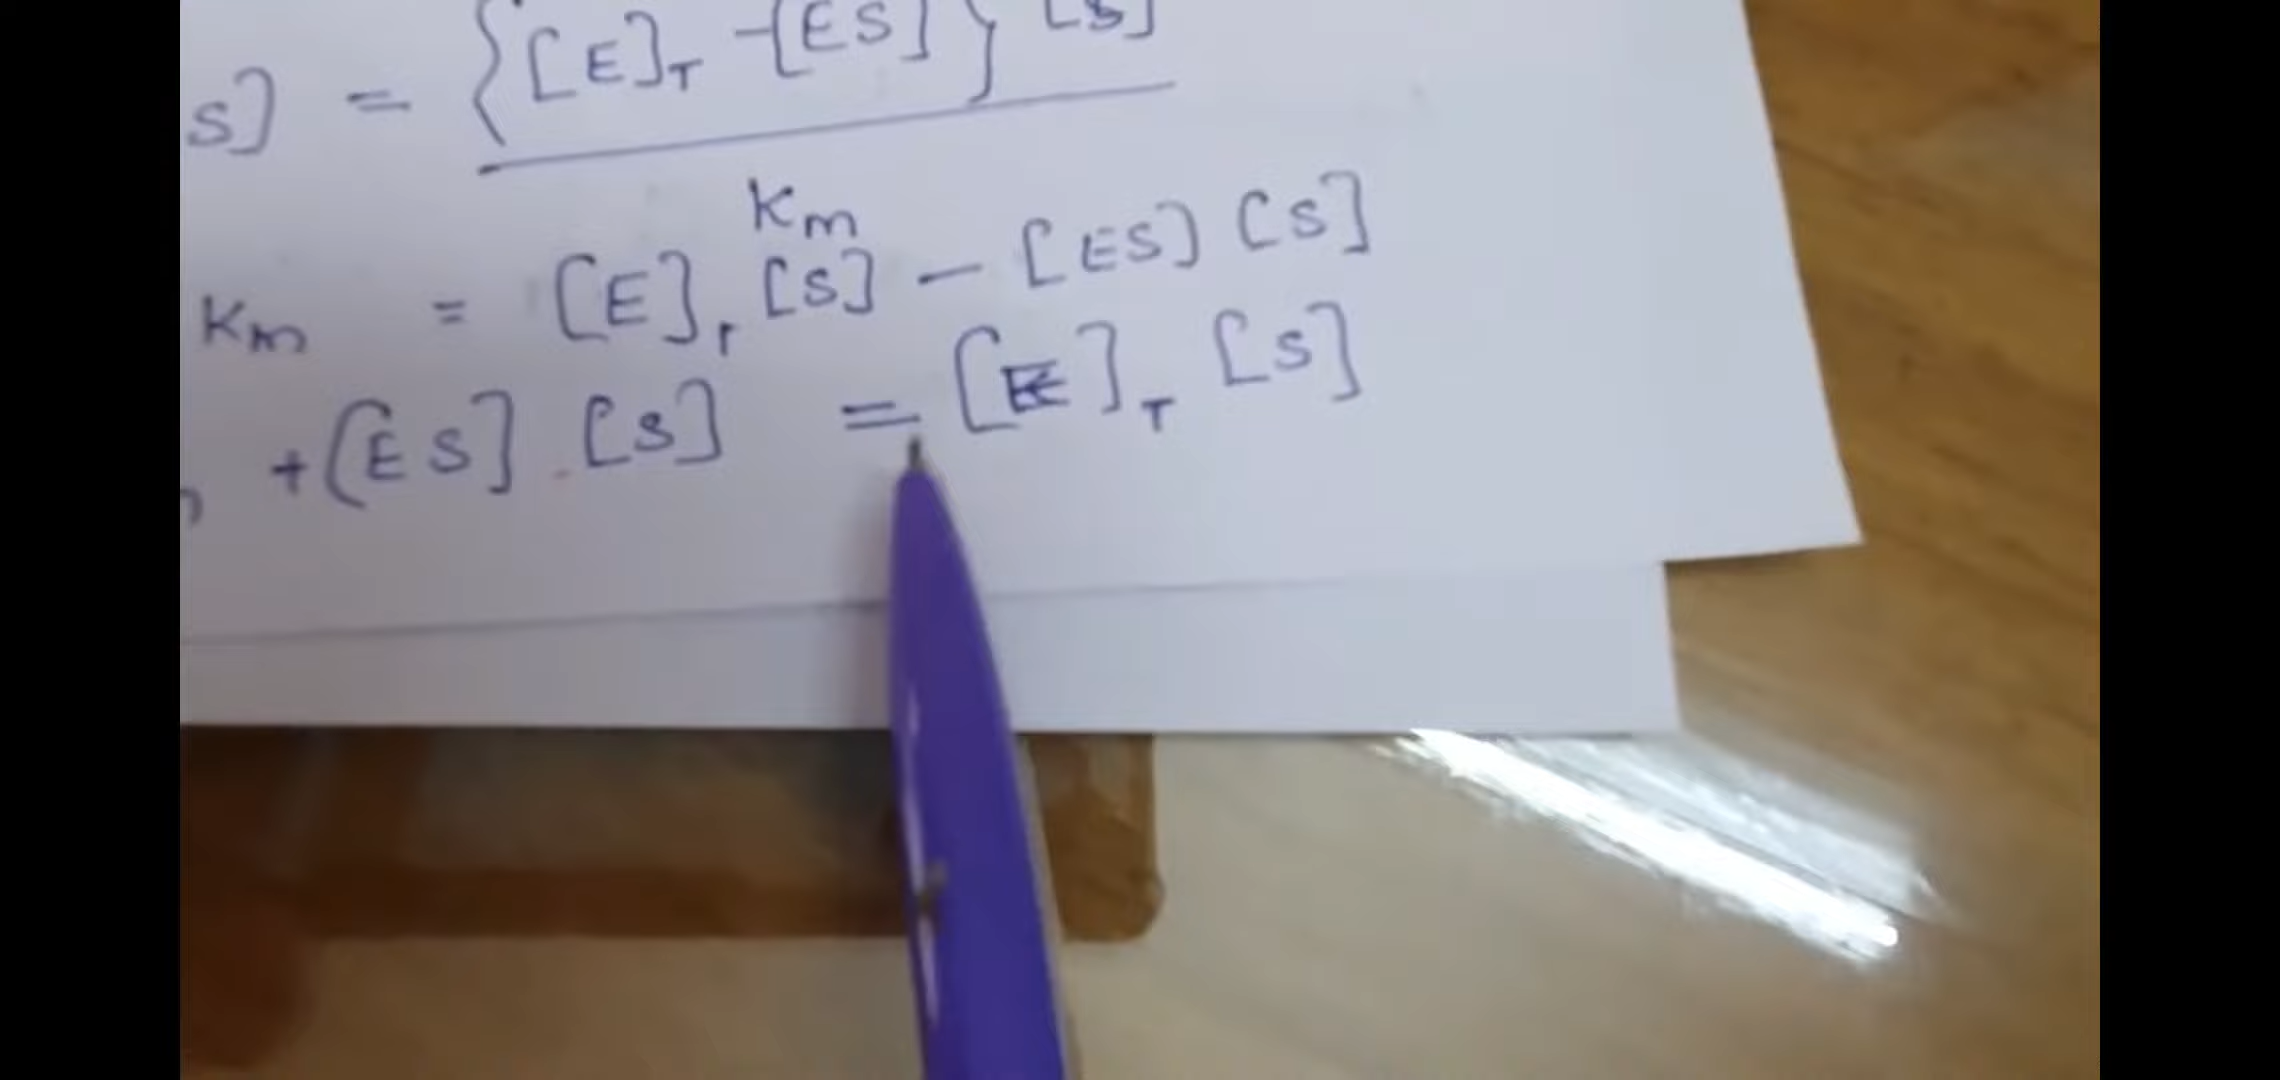 s] = {[E]T -[ES]} [S]
Km
Km = [E]T [S] - [ES] [S]
+[ES] [S] = [E]T [S]